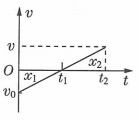 v
v
O x₁ t₁ x₂ t₂ t
v₀